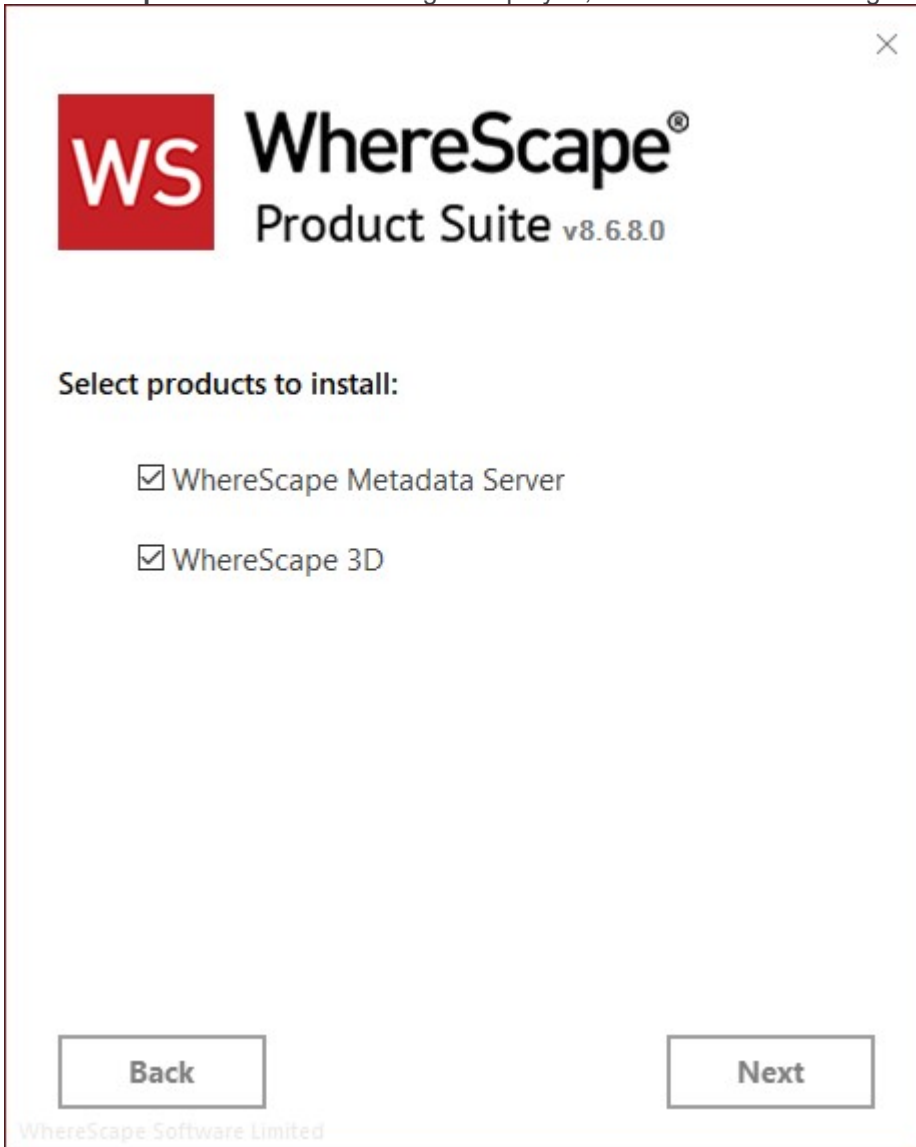 WS WhereScape®
Product Suite v8.6.8.0
Select products to install:
WhereScape Metadata Server
WhereScape 3D
Back Next
WhereScape Software Limited